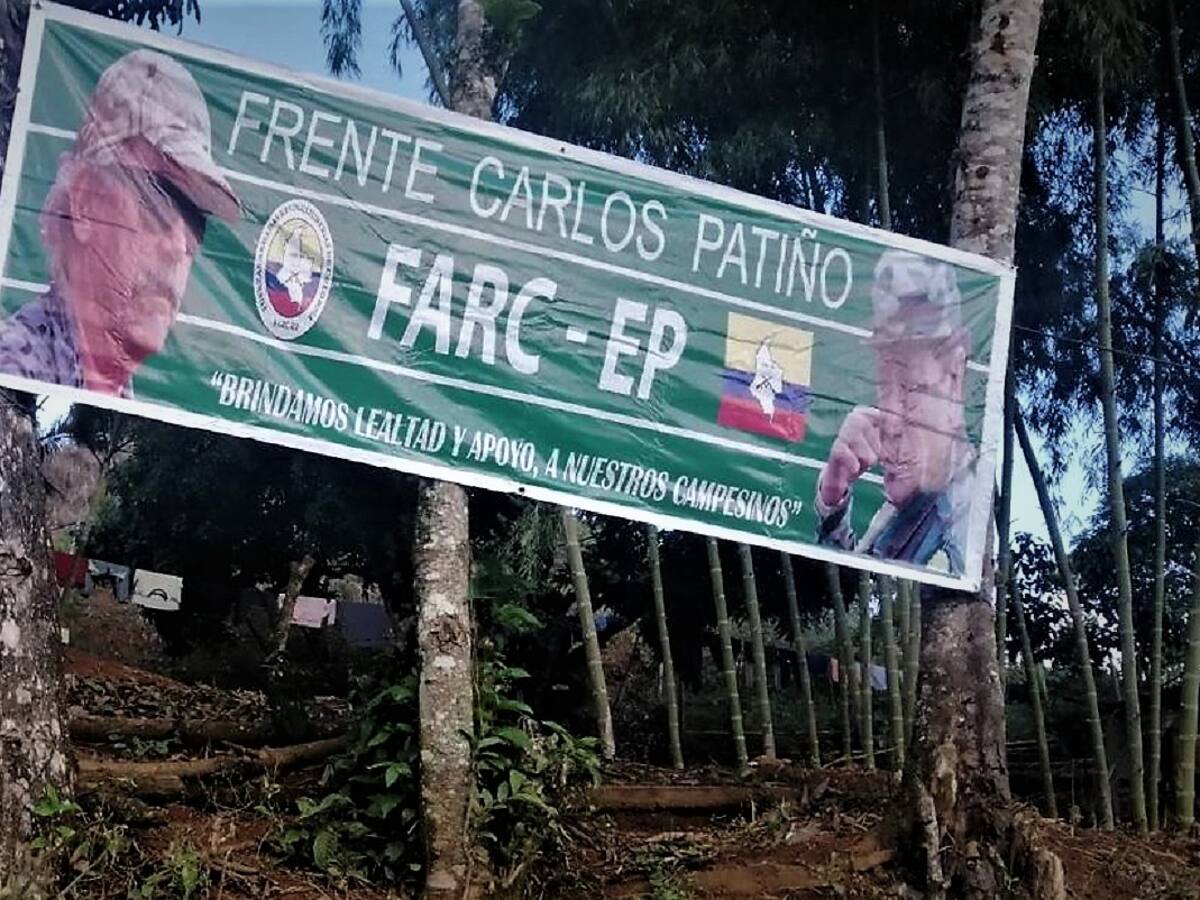 FRENTE CARLOS PATIÑO
FARC - EP
"BRINDAMOS LEALTAD Y APOYO, A NUESTROS CAMPESINOS"